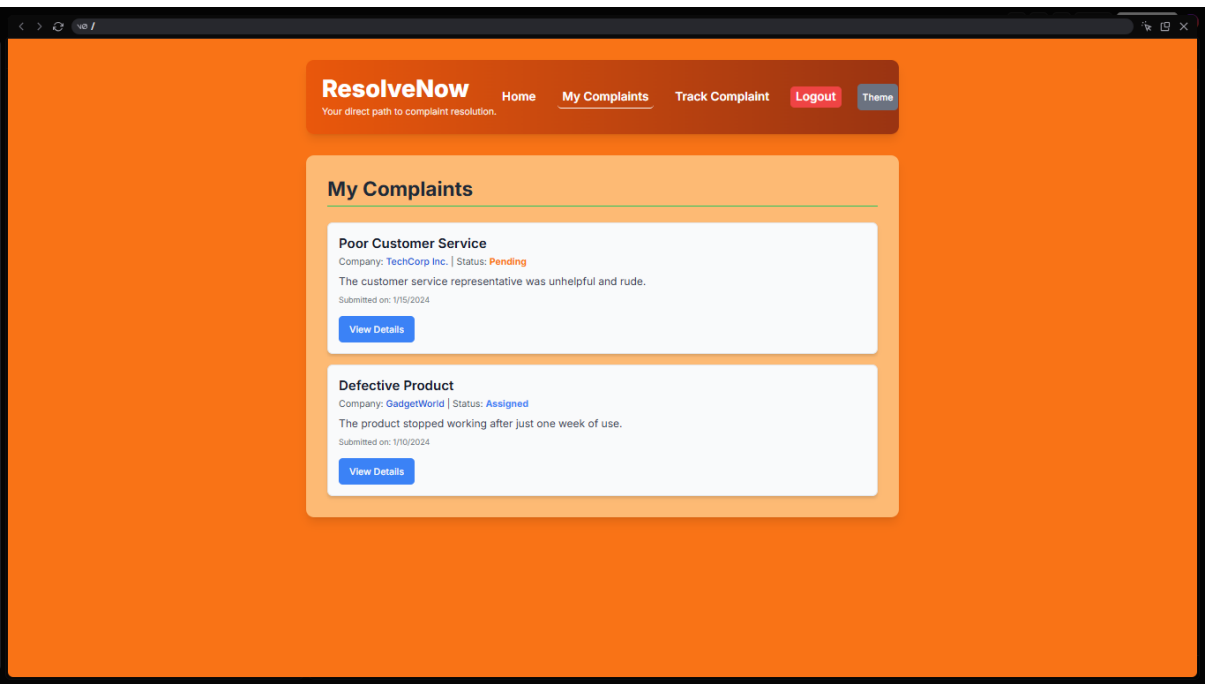 v0 /
ResolveNow
Your direct path to complaint resolution.
Home My Complaints Track Complaint Logout Theme
My Complaints
Poor Customer Service
Company: TechCorp Inc. | Status: Pending
The customer service representative was unhelpful and rude.
Submitted on: 1/15/2024
View Details
Defective Product
Company: GadgetWorld | Status: Assigned
The product stopped working after just one week of use.
Submitted on: 1/10/2024
View Details